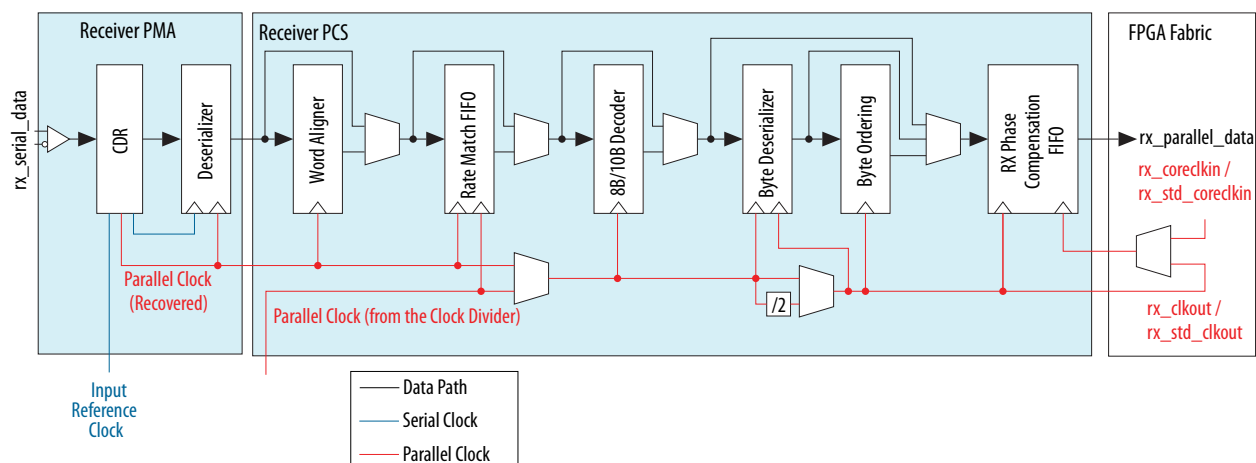 Receiver PMA
Receiver PCS
FPGA Fabric
rx_serial_data
CDR
Deserializer
Word Aligner
Rate Match FIFO
8B/10B Decoder
Byte Deserializer
Byte Ordering
RX Phase
Compensation
FIFO
rx_parallel_data
rx_coreclkin /
rx_std_coreclkin
Parallel Clock
(Recovered)
Parallel Clock (from the Clock Divider)
/2
rx_clkout /
rx_std_clkout
Input
Reference
Clock
Data Path
Serial Clock
Parallel Clock